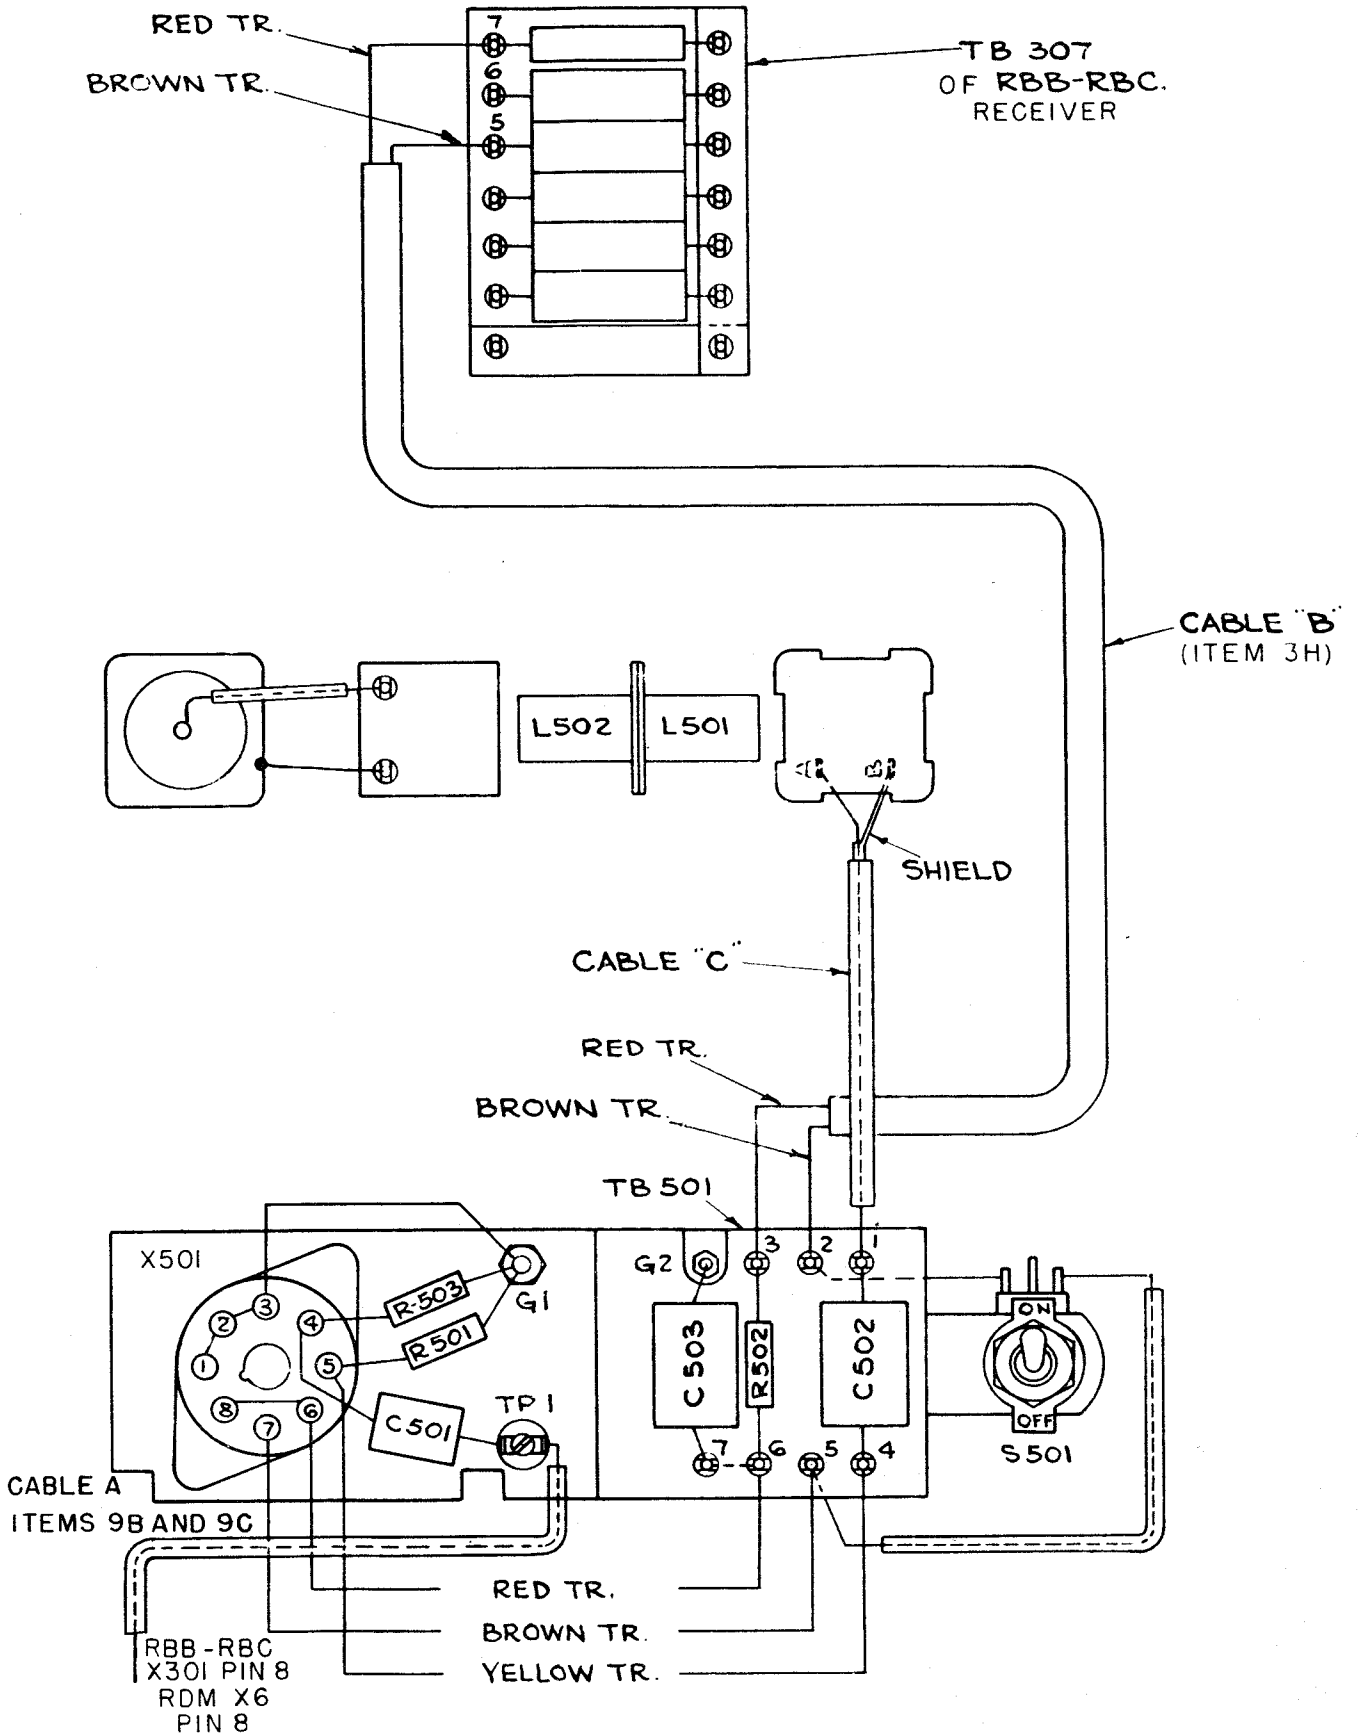 RED TR.
7
TB 307
OF RBB-RBC.
RECEIVER
6
BROWN TR.
5
CABLE "B"
(ITEM 3H)
L502
L501
A
B
SHIELD
CABLE "C"
RED TR.
BROWN TR.
TB 501
X501
G1
G2
3
2
1
R-503
R501
3
2
4
1
5
8
6
7
C501
TP 1
C503
R502
C502
ON
OFF
S501
7
6
5
4
CABLE A
ITEMS 9B AND 9C
RED TR.
BROWN TR.
YELLOW TR.
RBB-RBC
X301 PIN 8
RDM X6
PIN 8